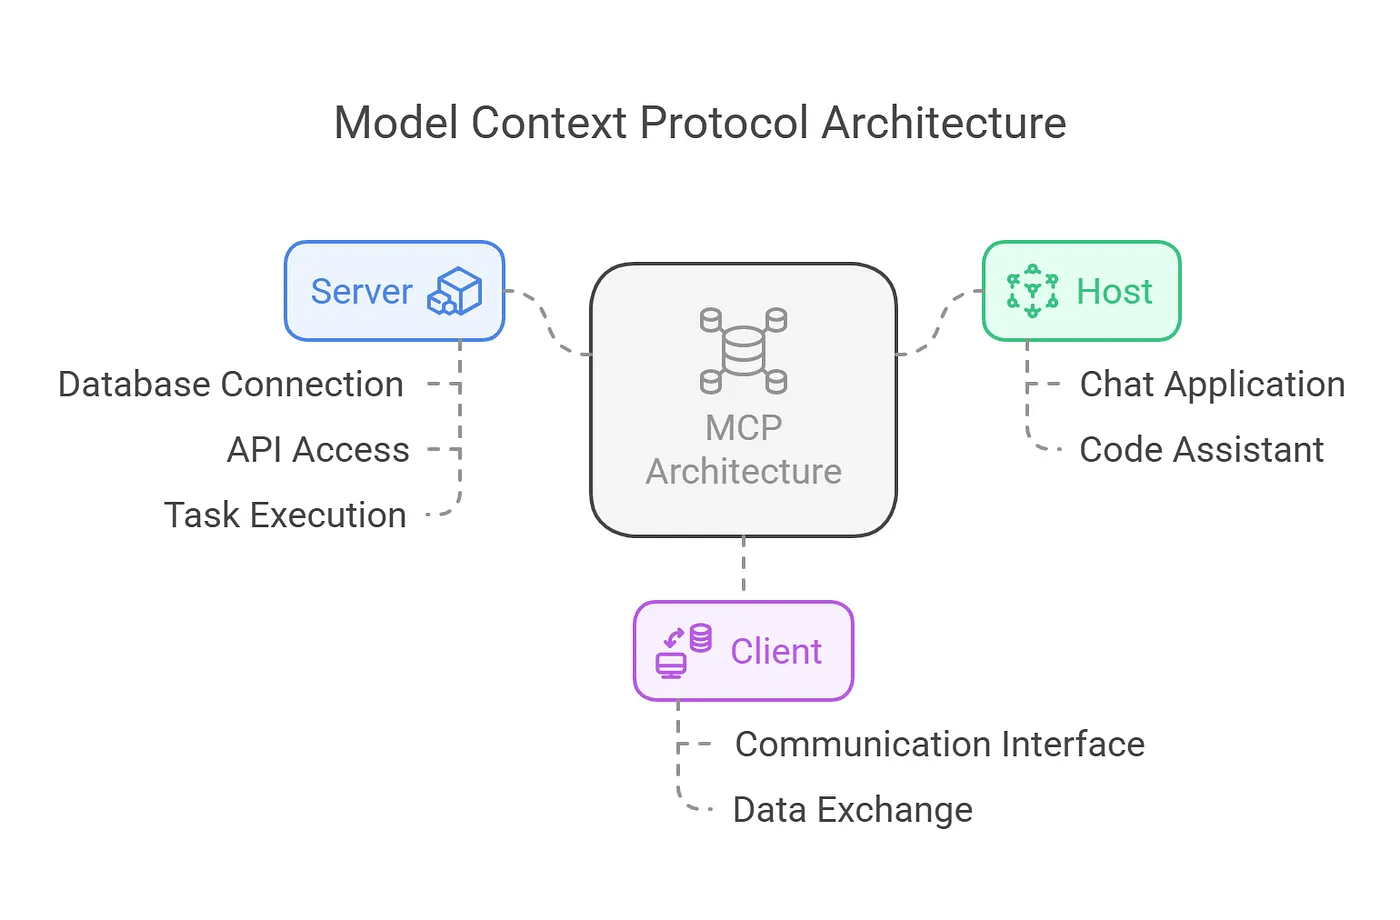 Model Context Protocol Architecture
Server
Database Connection
API Access
Task Execution
MCP
Architecture
Host
Chat Application
Code Assistant
Client
Communication Interface
Data Exchange